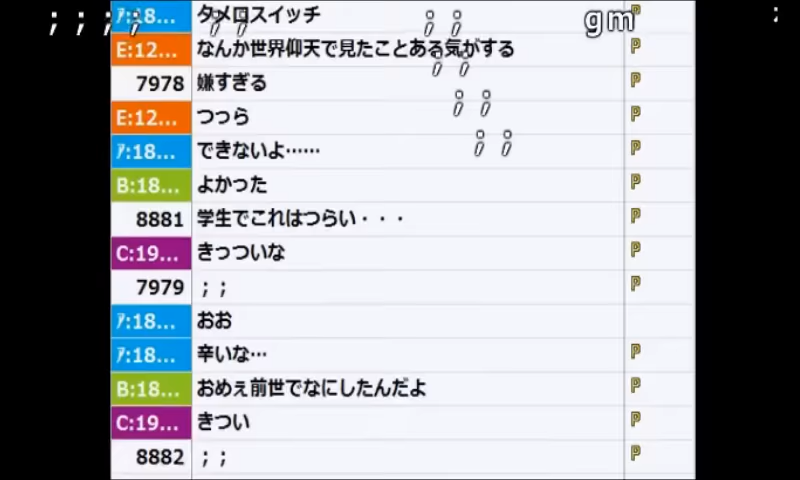 ; ; ; ; ; ; ; ; gm ;
ｱ:18... タメロスイッチ P
E:12... なんか世界仰天で見たことある気がする P
; ;
7978 嫌すぎる P
; ;
E:12... つっら P
ｱ:18... できないよ…… ; ; P
B:18... よかった P
8881 学生でこれはつらい・・・ P
C:19... きっついな P
7979 ; ; P
ｱ:18... おお
ｱ:18... 辛いな… P
B:18... おめぇ前世でなにしたんだよ P
C:19... きつい P
8882 ; ; P